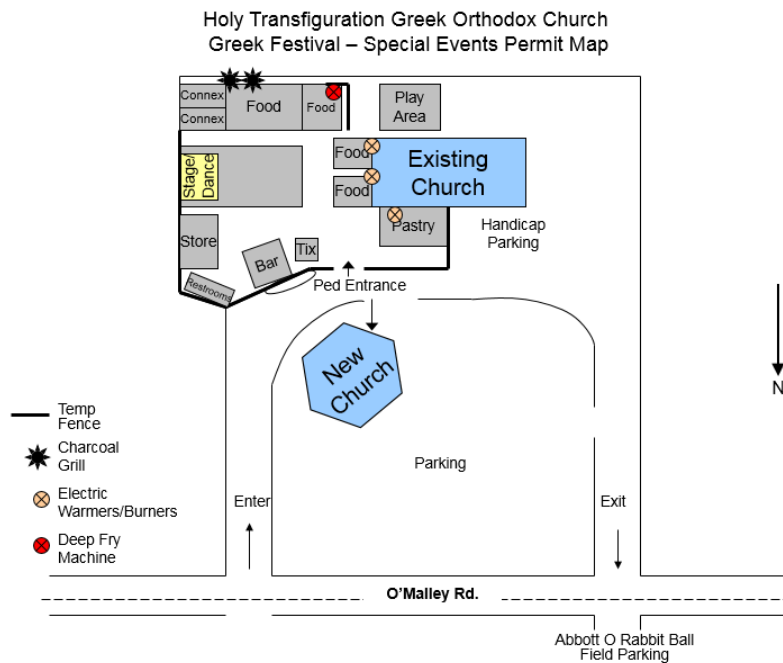 Holy Transfiguration Greek Orthodox Church
Greek Festival – Special Events Permit Map
Connex
Connex
Food
Food
Play
Area
Stage/
Dance
Food
Food
Existing
Church
Pastry
Handicap
Parking
Store
Bar
Tix
Restrooms
Ped Entrance
New
Church
N
Temp
Fence
Charcoal
Grill
Electric
Warmers/Burners
Deep Fry
Machine
Parking
Enter
Exit
O'Malley Rd.
Abbott O Rabbit Ball
Field Parking